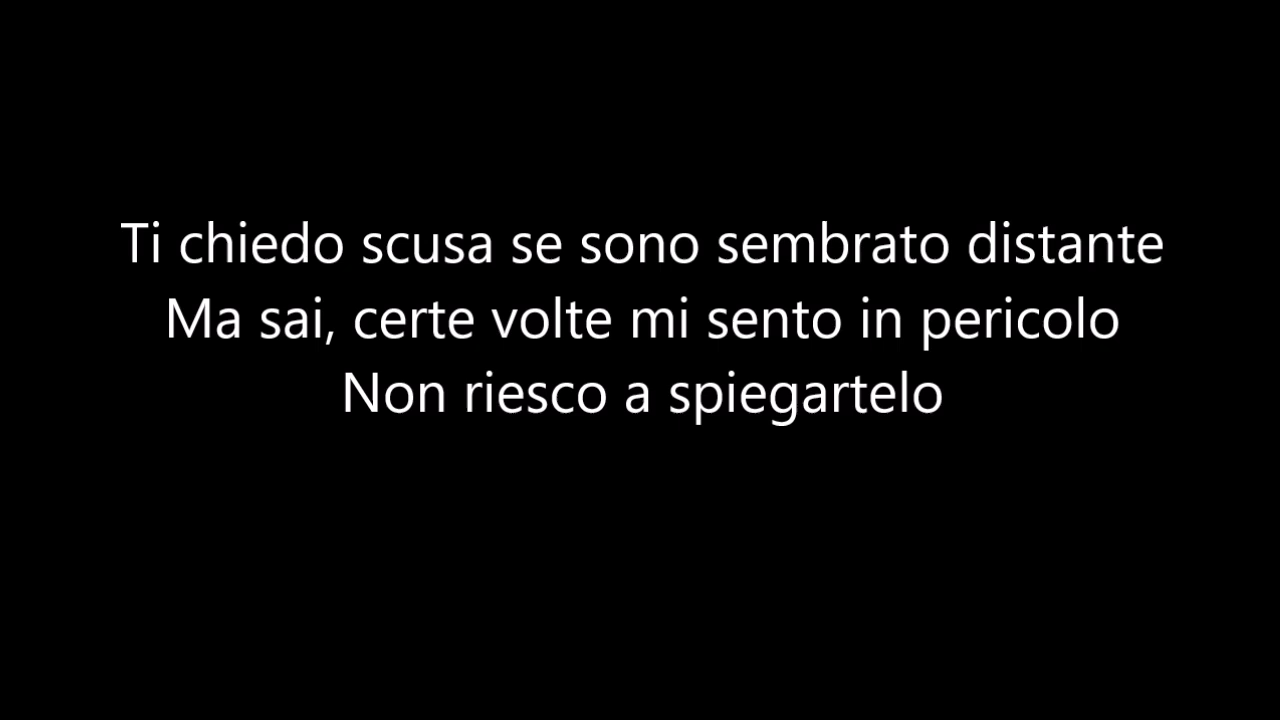 Ti chiedo scusa se sono sembrato distante
Ma sai, certe volte mi sento in pericolo
Non riesco a spiegartelo